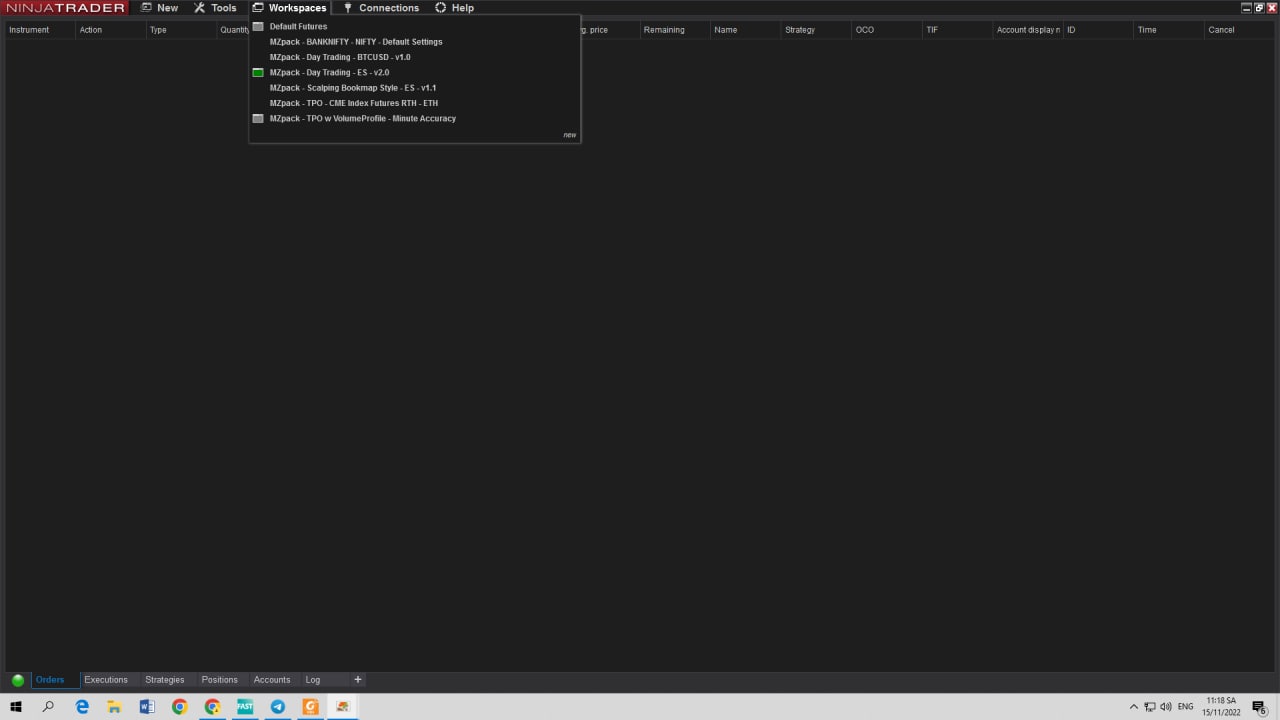 NINJATRADER New Tools Workspaces Connections Help
Instrument Action Type Quantity g. price Remaining Name Strategy OCO TIF Account display n ID Time Cancel
Default Futures
MZpack - BANKNIFTY - NIFTY - Default Settings
MZpack - Day Trading - BTCUSD - v1.0
MZpack - Day Trading - ES - v2.0
MZpack - Scalping Bookmap Style - ES - v1.1
MZpack - TPO - CME Index Futures RTH - ETH
MZpack - TPO w VolumeProfile - Minute Accuracy
new
Orders Executions Strategies Positions Accounts Log +
FAST ENG 11:18 SA
15/11/2022 6